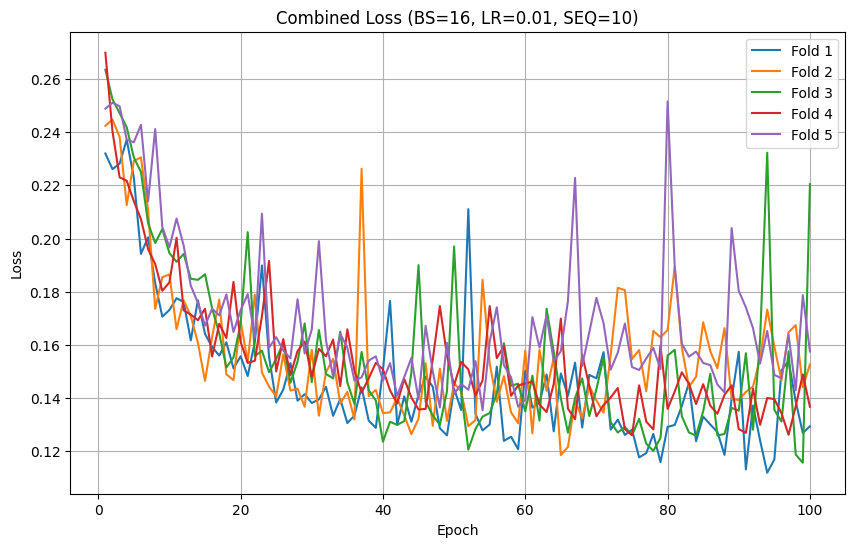 Combined Loss (BS=16, LR=0.01, SEQ=10)
Fold 1
Fold 2
Fold 3
Fold 4
Fold 5
Loss
0.26
0.24
0.22
0.20
0.18
0.16
0.14
0.12
0
20
40
60
80
100
Epoch